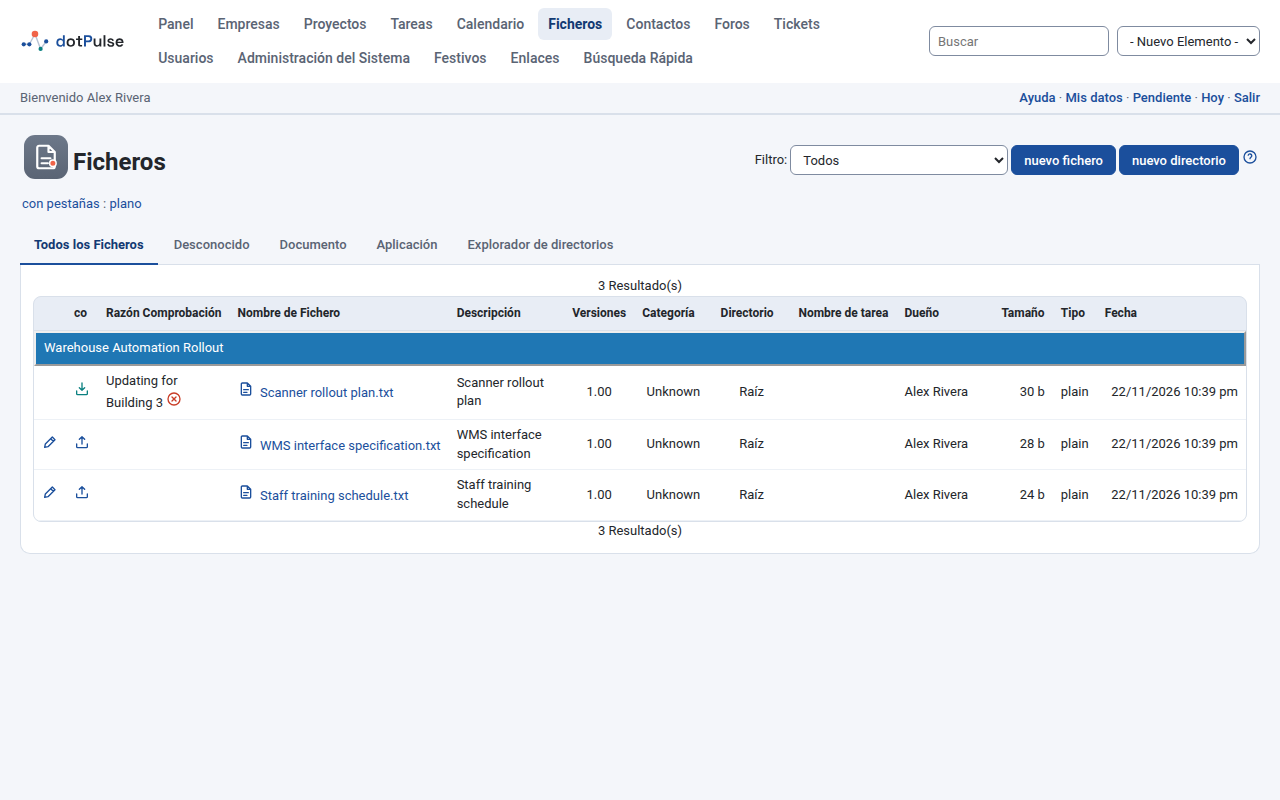 dotPulse
Panel Empresas Proyectos Tareas Calendario Ficheros Contactos Foros Tickets
Usuarios Administración del Sistema Festivos Enlaces Búsqueda Rápida
Buscar
- Nuevo Elemento -
Bienvenido Alex Rivera
Ayuda · Mis datos · Pendiente · Hoy · Salir
Ficheros
Filtro: Todos nuevo fichero nuevo directorio
con pestañas : plano
Todos los Ficheros Desconocido Documento Aplicación Explorador de directorios
3 Resultado(s)
co Razón Comprobación Nombre de Fichero Descripción Versiones Categoría Directorio Nombre de tarea Dueño Tamaño Tipo Fecha
Warehouse Automation Rollout
Updating for Building 3 Scanner rollout plan.txt Scanner rollout plan 1.00 Unknown Raíz Alex Rivera 30 b plain 22/11/2026 10:39 pm
WMS interface specification.txt WMS interface specification 1.00 Unknown Raíz Alex Rivera 28 b plain 22/11/2026 10:39 pm
Staff training schedule.txt Staff training schedule 1.00 Unknown Raíz Alex Rivera 24 b plain 22/11/2026 10:39 pm
3 Resultado(s)